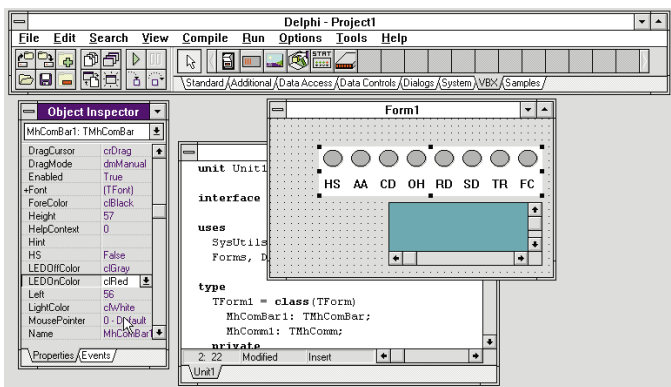 Delphi - Project1
File Edit Search View Compile Run Options Tools Help
STAT
Standard Additional Data Access Data Controls Dialogs System VBX Samples
Object Inspector
MhComBar1: TMhComBar
DragCursor crDrag
DragMode dmManual
Enabled True
+Font (TFont)
ForeColor clBlack
Height 57
HelpContext 0
Hint
HS False
LEDOffColor clGray
LEDOnColor clRed
Left 56
LightColor clWhite
MousePointer 0 - Default
Name MhComBar1
Properties Events
Form1
HS AA CD OH RD SD TR FC
unit Unit1
interface
uses
SysUtils
Forms, D
type
TForm1 = class(TForm)
MhComBar1: TMhComBar;
MhComm1: TMhComm;
private
2: 22 Modified Insert
Unit1